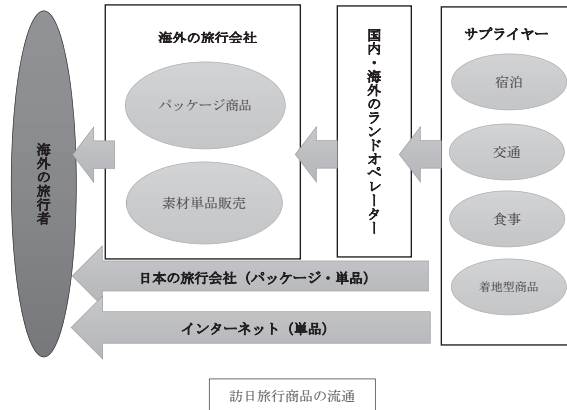 海外の旅行者
海外の旅行会社
パッケージ商品
素材単品販売
国内・海外のランドオペレーター
サプライヤー
宿泊
交通
食事
着地型商品
日本の旅行会社（パッケージ・単品）
インターネット（単品）
訪日旅行商品の流通